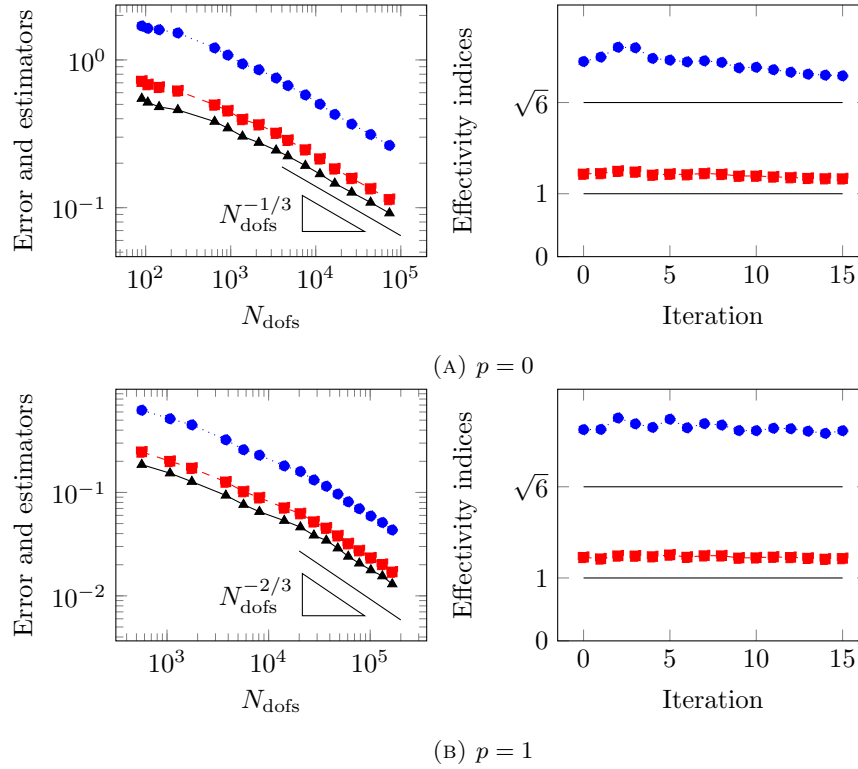 Error and estimators
10^0
10^{-1}
N_dofs^{-1/3}
10^2 10^3 10^4 10^5
N_dofs
Effectivity indices
√6
1
0
0 5 10 15
Iteration
(A) p = 0
Error and estimators
10^{-1}
10^{-2}
N_dofs^{-2/3}
10^3 10^4 10^5
N_dofs
Effectivity indices
√6
1
0
0 5 10 15
Iteration
(B) p = 1